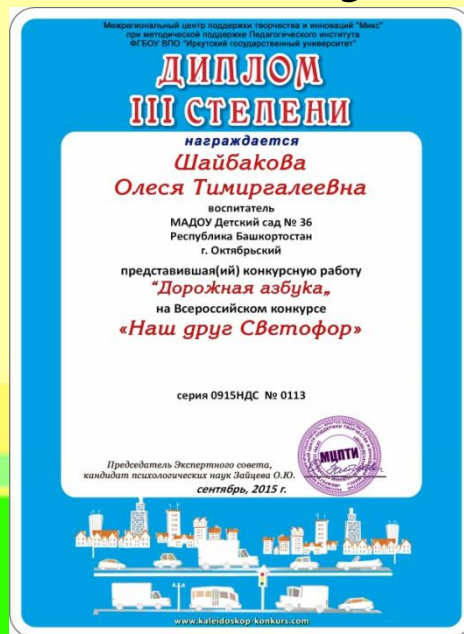 Межрегиональный центр поддержки творчества и инноваций "Микс"
при методической поддержке Педагогического института
ФГБОУ ВПО "Иркутский государственный университет"
ДИПЛОМ
III СТЕПЕНИ
награждается
Шайбакова
Олеся Тимиргалеевна
воспитатель
МАДОУ Детский сад № 36
Республика Башкортостан
г. Октябрьский
представившая(ий) конкурсную работу
"Дорожная азбука„
на Всероссийском конкурсе
«Наш друг Светофор»
серия 0915НДС № 0113
МЦПТИ
Председатель Экспертного совета,
кандидат психологических наук Зайцева О.Ю.
сентябрь, 2015 г.
www.kaleidoskop-konkurs.com